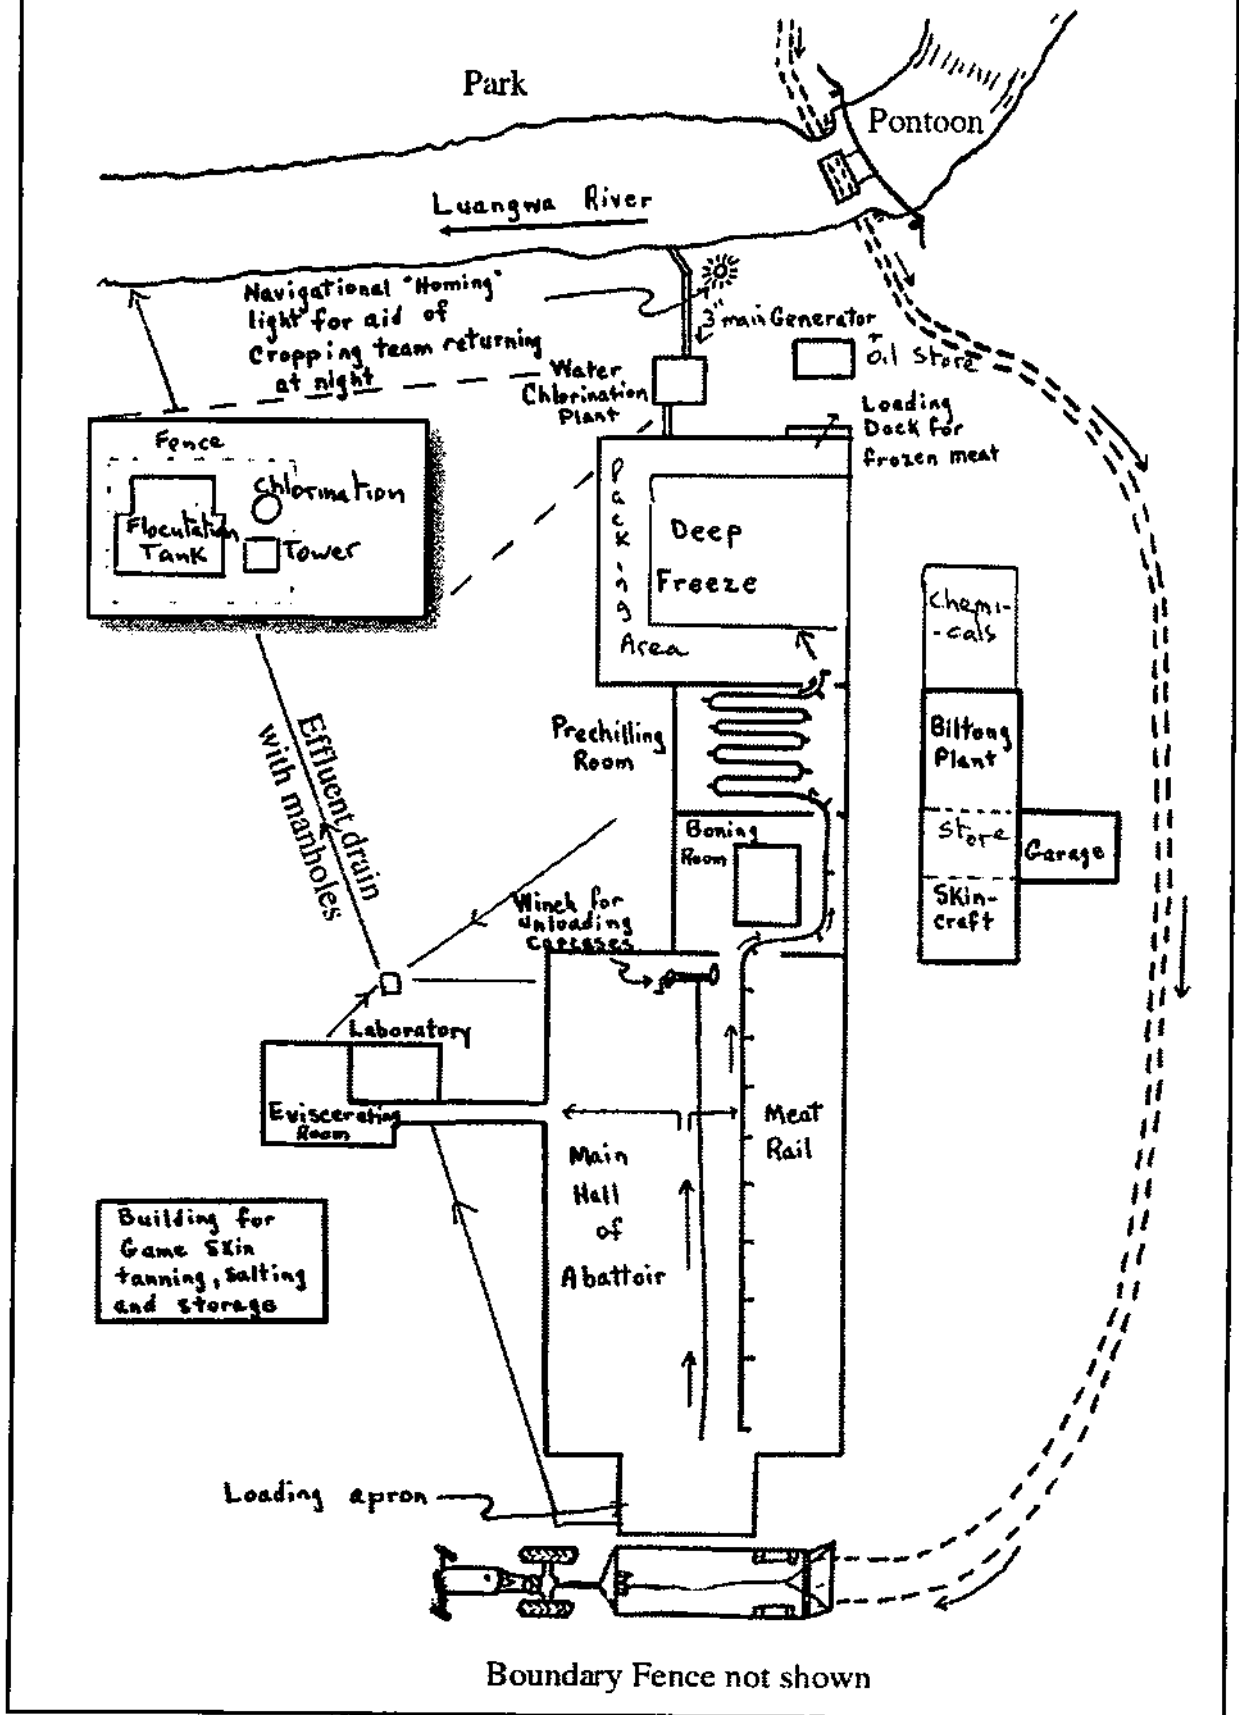 Park
Pontoon
Luangwa River
Navigational "Homing"
light for aid of
Cropping team returning
at night
3" main
Generator
+
Oil Store
Water
Chlorination
Plant
Loading
Dock for
frozen meat
Fence
Chlorination
Floculation
Tank
Tower
Packing
Area
Deep
Freeze
Chemi-
-cals
Biltong
Plant
Store
Garage
Skin-
craft
Prechilling
Room
Boning
Room
Effluent drain
with manholes
Winch for
unloading
carcases
Laboratory
Eviscerating
Room
Main
Hall
of
Abattoir
Meat
Rail
Building for
Game Skin
tanning, Salting
and storage
Loading apron
Boundary Fence not shown